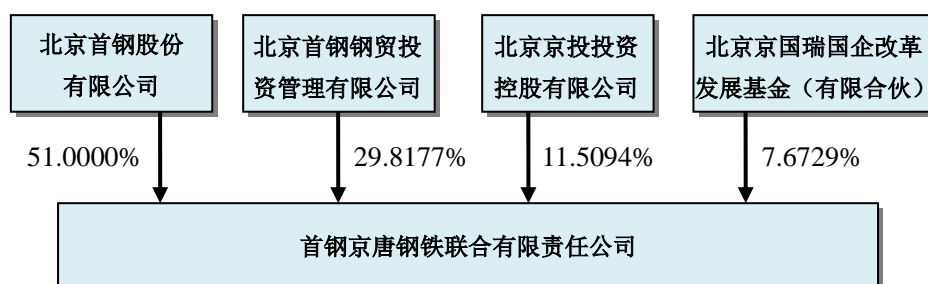 北京首钢股份
有限公司
北京首钢钢贸投
资管理有限公司
北京京投投资
控股有限公司
北京京国瑞国企改革
发展基金（有限合伙）
51.0000%
29.8177%
11.5094%
7.6729%
首钢京唐钢铁联合有限责任公司